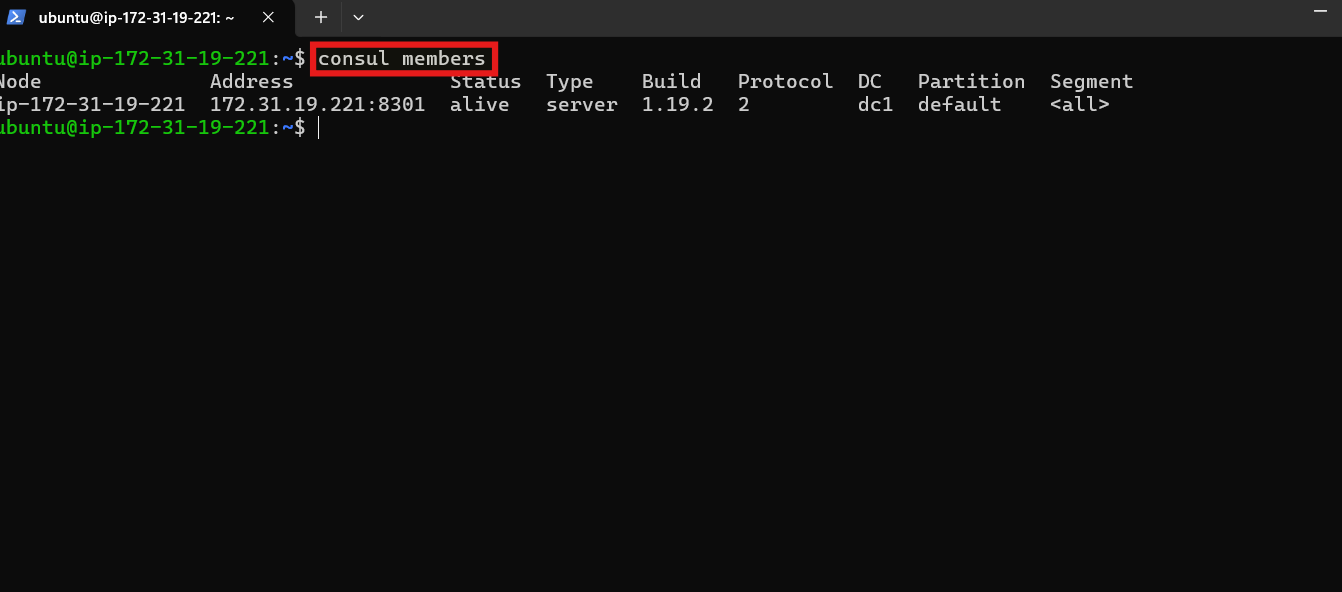 ubuntu@ip-172-31-19-221: ~
ubuntu@ip-172-31-19-221:~$ consul members
Node Address Status Type Build Protocol DC Partition Segment
ip-172-31-19-221 172.31.19.221:8301 alive server 1.19.2 2 dc1 default <all>
ubuntu@ip-172-31-19-221:~$